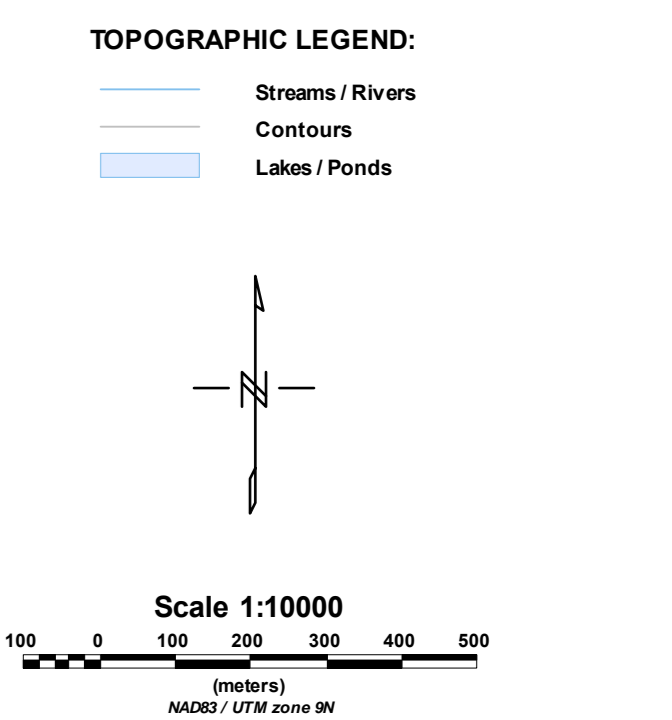 TOPOGRAPHIC LEGEND:
Streams / Rivers
Contours
Lakes / Ponds
N
Scale 1:10000
100 0 100 200 300 400 500
(meters)
NAD83 / UTM zone 9N